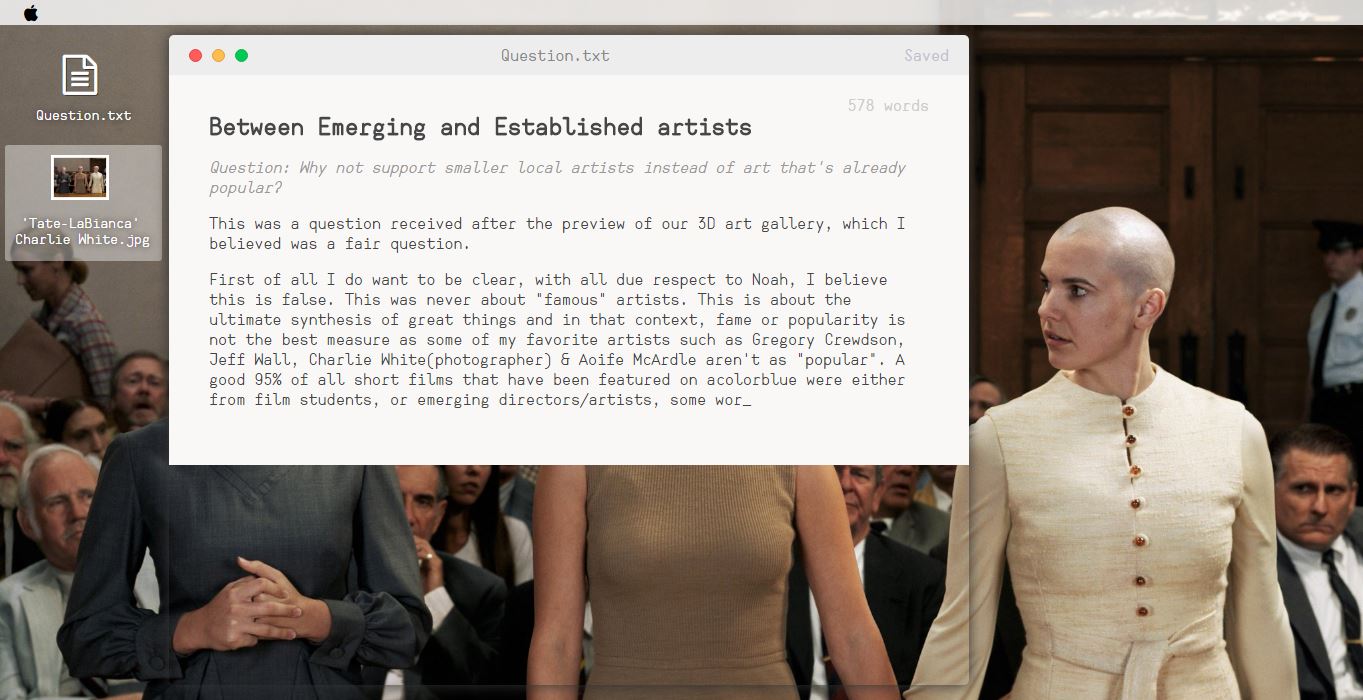 Question.txt
Saved
Question.txt
578 words
Between Emerging and Established artists
'Tate-LaBianca'
Charlie White.jpg
Question: Why not support smaller local artists instead of art that's already
popular?
This was a question received after the preview of our 3D art gallery, which I
believed was a fair question.
First of all I do want to be clear, with all due respect to Noah, I believe
this is false. This was never about "famous" artists. This is about the
ultimate synthesis of great things and in that context, fame or popularity is
not the best measure as some of my favorite artists such as Gregory Crewdson,
Jeff Wall, Charlie White(photographer) & Aoife McArdle aren't as "popular". A
good 95% of all short films that have been featured on acolorblue were either
from film students, or emerging directors/artists, some wor_